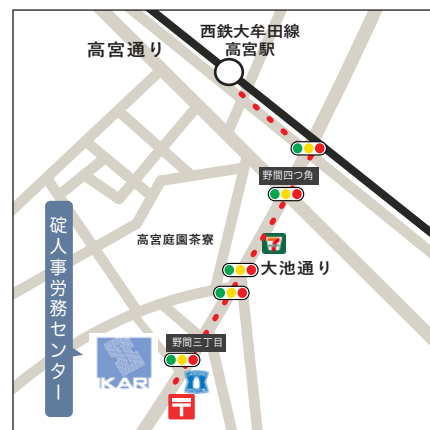 西鉄大牟田線
高宮駅
高宮通り
野間四つ角
高宮庭園茶寮
大池通り
碇人事労務センター
野間三丁目
IKARI